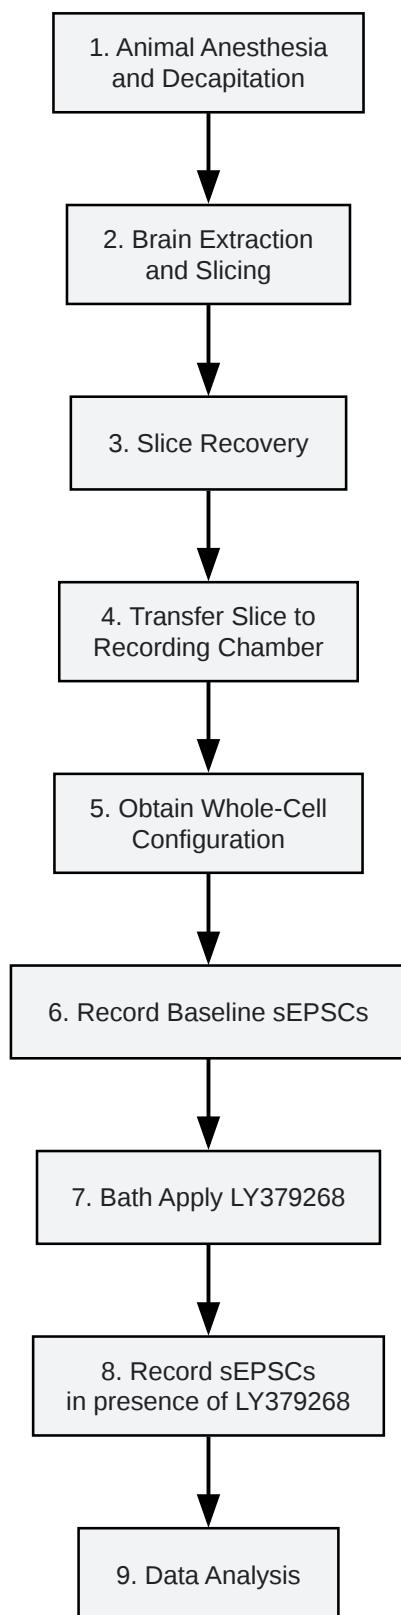 1. Animal Anesthesia
and Decapitation
2. Brain Extraction
and Slicing
3. Slice Recovery
4. Transfer Slice to
Recording Chamber
5. Obtain Whole-Cell
Configuration
6. Record Baseline sEPSCs
7. Bath Apply LY379268
8. Record sEPSCs
in presence of LY379268
9. Data Analysis